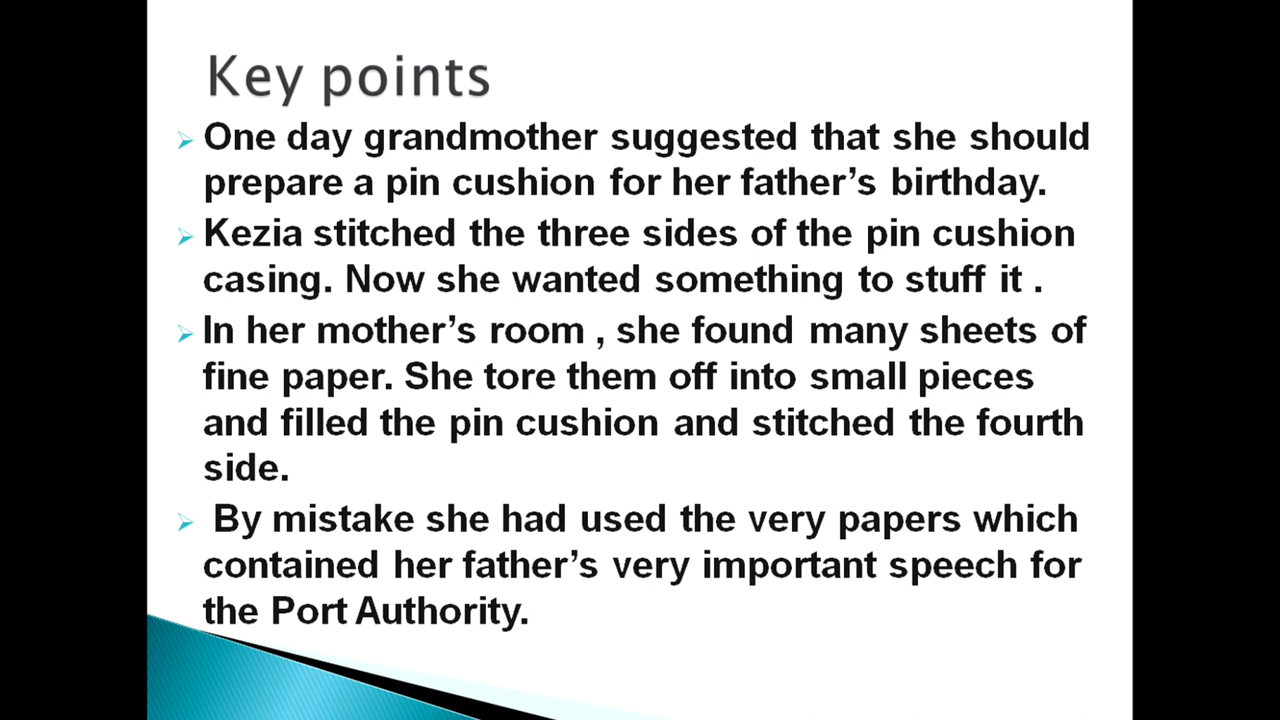 Key points
One day grandmother suggested that she should
prepare a pin cushion for her father’s birthday.
Kezia stitched the three sides of the pin cushion
casing. Now she wanted something to stuff it .
In her mother’s room , she found many sheets of
fine paper. She tore them off into small pieces
and filled the pin cushion and stitched the fourth
side.
By mistake she had used the very papers which
contained her father’s very important speech for
the Port Authority.